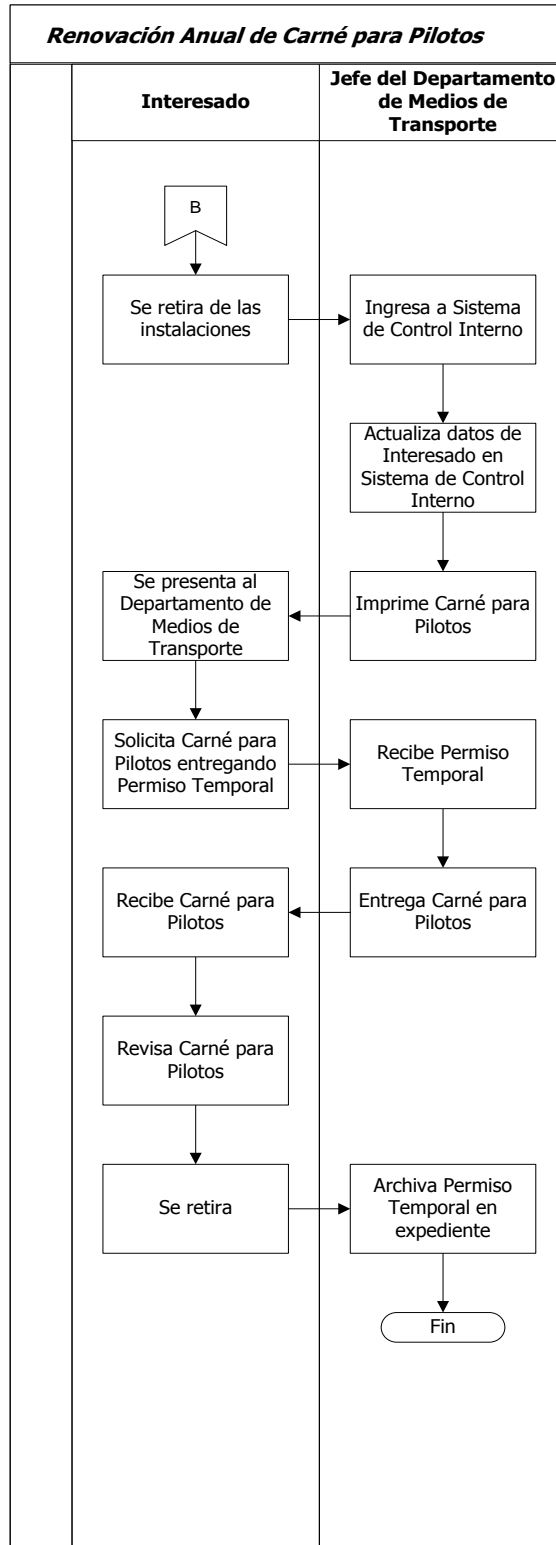 Renovación Anual de Carné para Pilotos
Interesado
Jefe del Departamento
de Medios de
Transporte
B
Se retira de las
instalaciones
Ingresa a Sistema
de Control Interno
Actualiza datos de
Interesado en
Sistema de Control
Interno
Imprime Carné para
Pilotos
Se presenta al
Departamento de
Medios de
Transporte
Solicita Carné para
Pilotos entregando
Permiso Temporal
Recibe Permiso
Temporal
Entrega Carné para
Pilotos
Recibe Carné para
Pilotos
Revisa Carné para
Pilotos
Se retira
Archiva Permiso
Temporal en
expediente
Fin